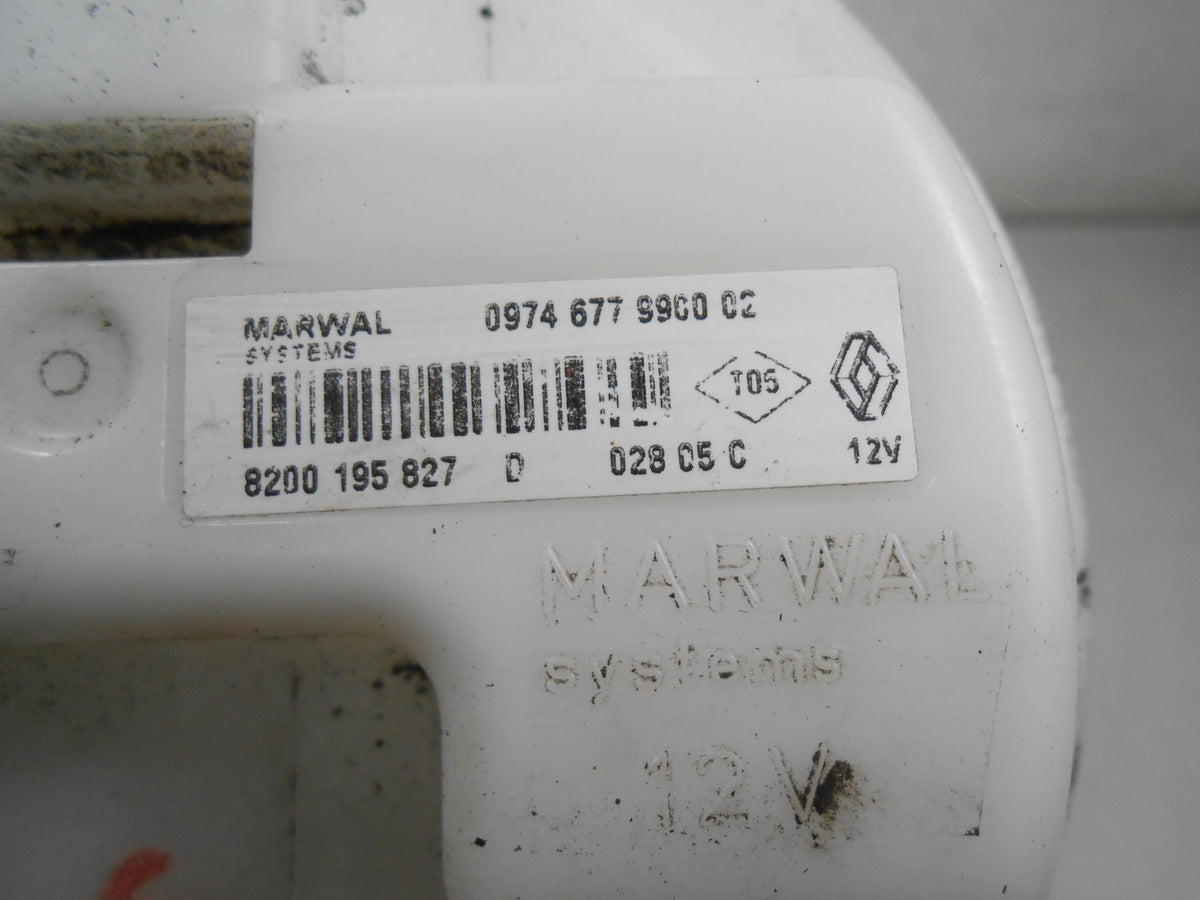 MARWAL 0974 677 9900 02
SYSTEMS
T05
8200 195 827 D 028 05 C 12V
MARWAL
systems
12V